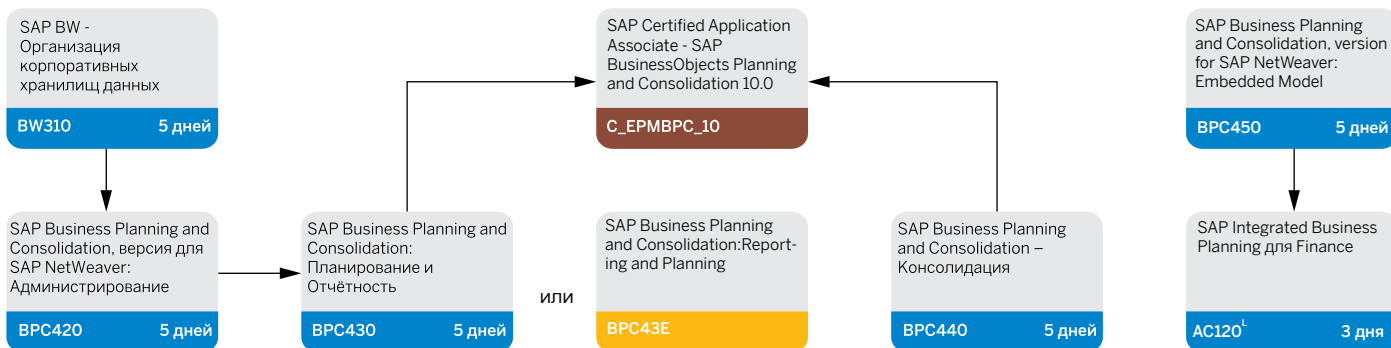 SAP BW -
Организация
корпоративных
хранилищ данных
BW310 5 дней
SAP Certified Application
Associate - SAP
BusinessObjects Planning
and Consolidation 10.0
C_EPMBPC_10
SAP Business Planning
and Consolidation, version
for SAP NetWeaver:
Embedded Model
BPC450 5 дней
SAP Business Planning and
Consolidation, версия для
SAP NetWeaver:
Администрирование
BPC420 5 дней
SAP Business Planning and
Consolidation:
Планирование и
Отчётность
BPC430 5 дней
или
SAP Business Planning
and Consolidation:Report-
ing and Planning
BPC43E
SAP Business Planning
and Consolidation –
Консолидация
BPC440 5 дней
SAP Integrated Business
Planning для Finance
AC120L 3 дня